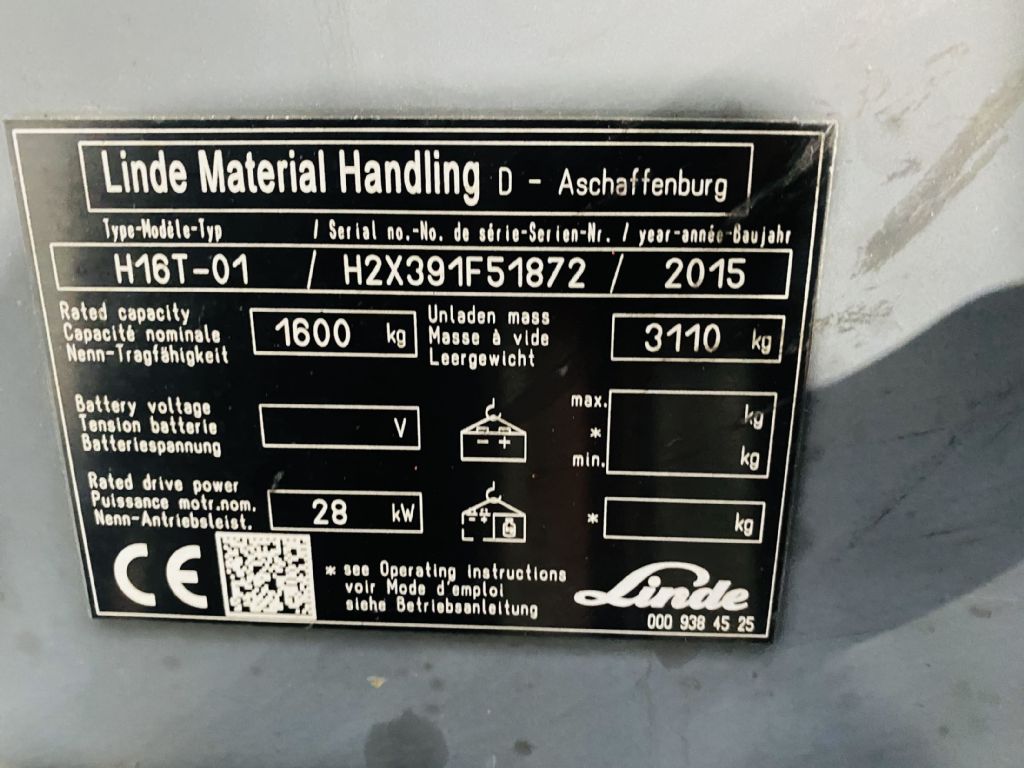 Linde Material Handling D - Aschaffenburg
Type-Modèle-Typ / Serial no.-No. de série-Serien-Nr. / year-année-Baujahr
H16T-01 / H2X391F51872 / 2015
Rated capacity
Capacité nominale
Nenn-Tragfähigkeit
1600 kg
Unladen mass
Masse à vide
Leergewicht
3110 kg
Battery voltage
Tension batterie
Batteriespannung
V
- +
max. kg
*
min. kg
Rated drive power
Puissance motr.nom.
Nenn-Antriebsleist.
28 kW
- +
* kg
CE
* see Operating instructions
voir Mode d'emploi
siehe Betriebsanleitung
Linde
000 938 45 25